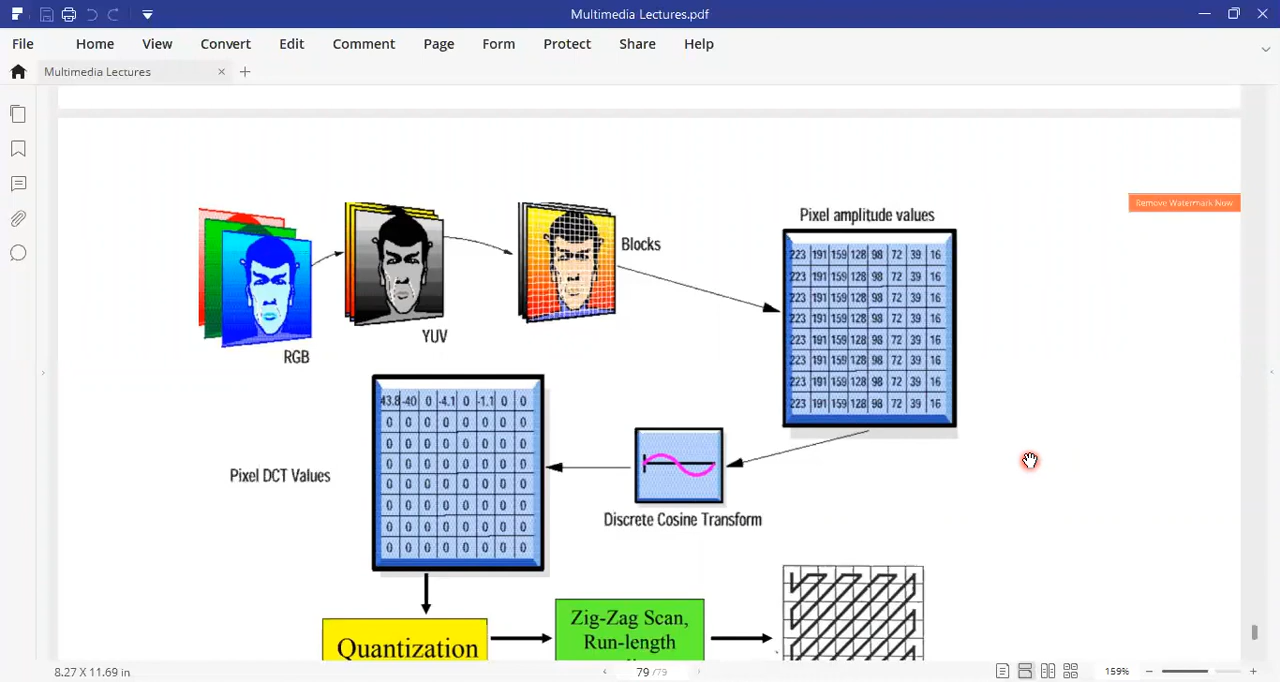 Multimedia Lectures.pdf
File Home View Convert Edit Comment Page Form Protect Share Help
Multimedia Lectures
Remove Watermark Now
Pixel amplitude values
Blocks
223 191 159 128 98 72 39 16
223 191 159 128 98 72 39 16
223 191 159 128 98 72 39 16
223 191 159 128 98 72 39 16
223 191 159 128 98 72 39 16
223 191 159 128 98 72 39 16
223 191 159 128 98 72 39 16
223 191 159 128 98 72 39 16
YUV
RGB
43.8 -40 0 -4.1 0 -1.1 0 0
0 0 0 0 0 0 0 0
0 0 0 0 0 0 0 0
0 0 0 0 0 0 0 0
0 0 0 0 0 0 0 0
0 0 0 0 0 0 0 0
0 0 0 0 0 0 0 0
0 0 0 0 0 0 0 0
Pixel DCT Values
Discrete Cosine Transform
Quantization
Zig-Zag Scan,
Run-length
8.27 X 11.69 in
79 /79
159%